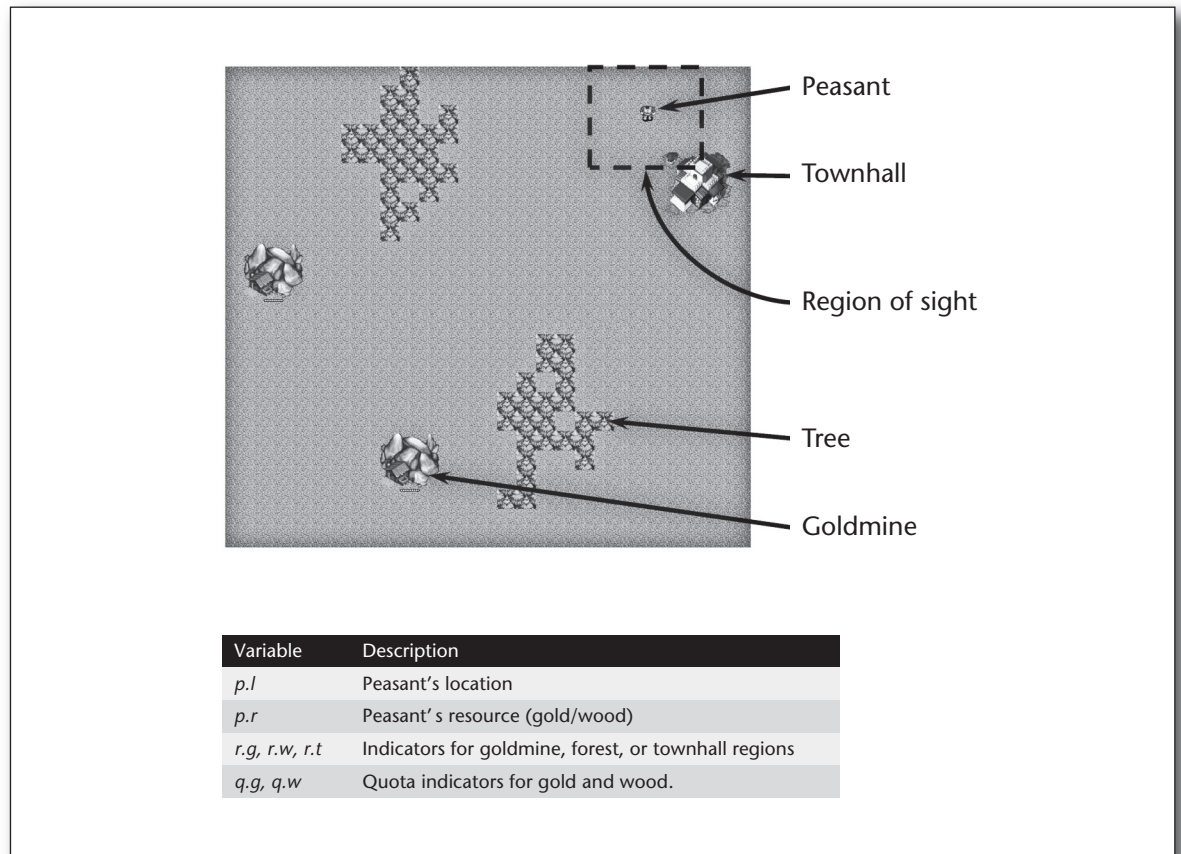 Peasant
Townhall
Region of sight
Tree
Goldmine
Variable Description
p.l Peasant's location
p.r Peasant' s resource (gold/wood)
r.g, r.w, r.t Indicators for goldmine, forest, or townhall regions
q.g, q.w Quota indicators for gold and wood.